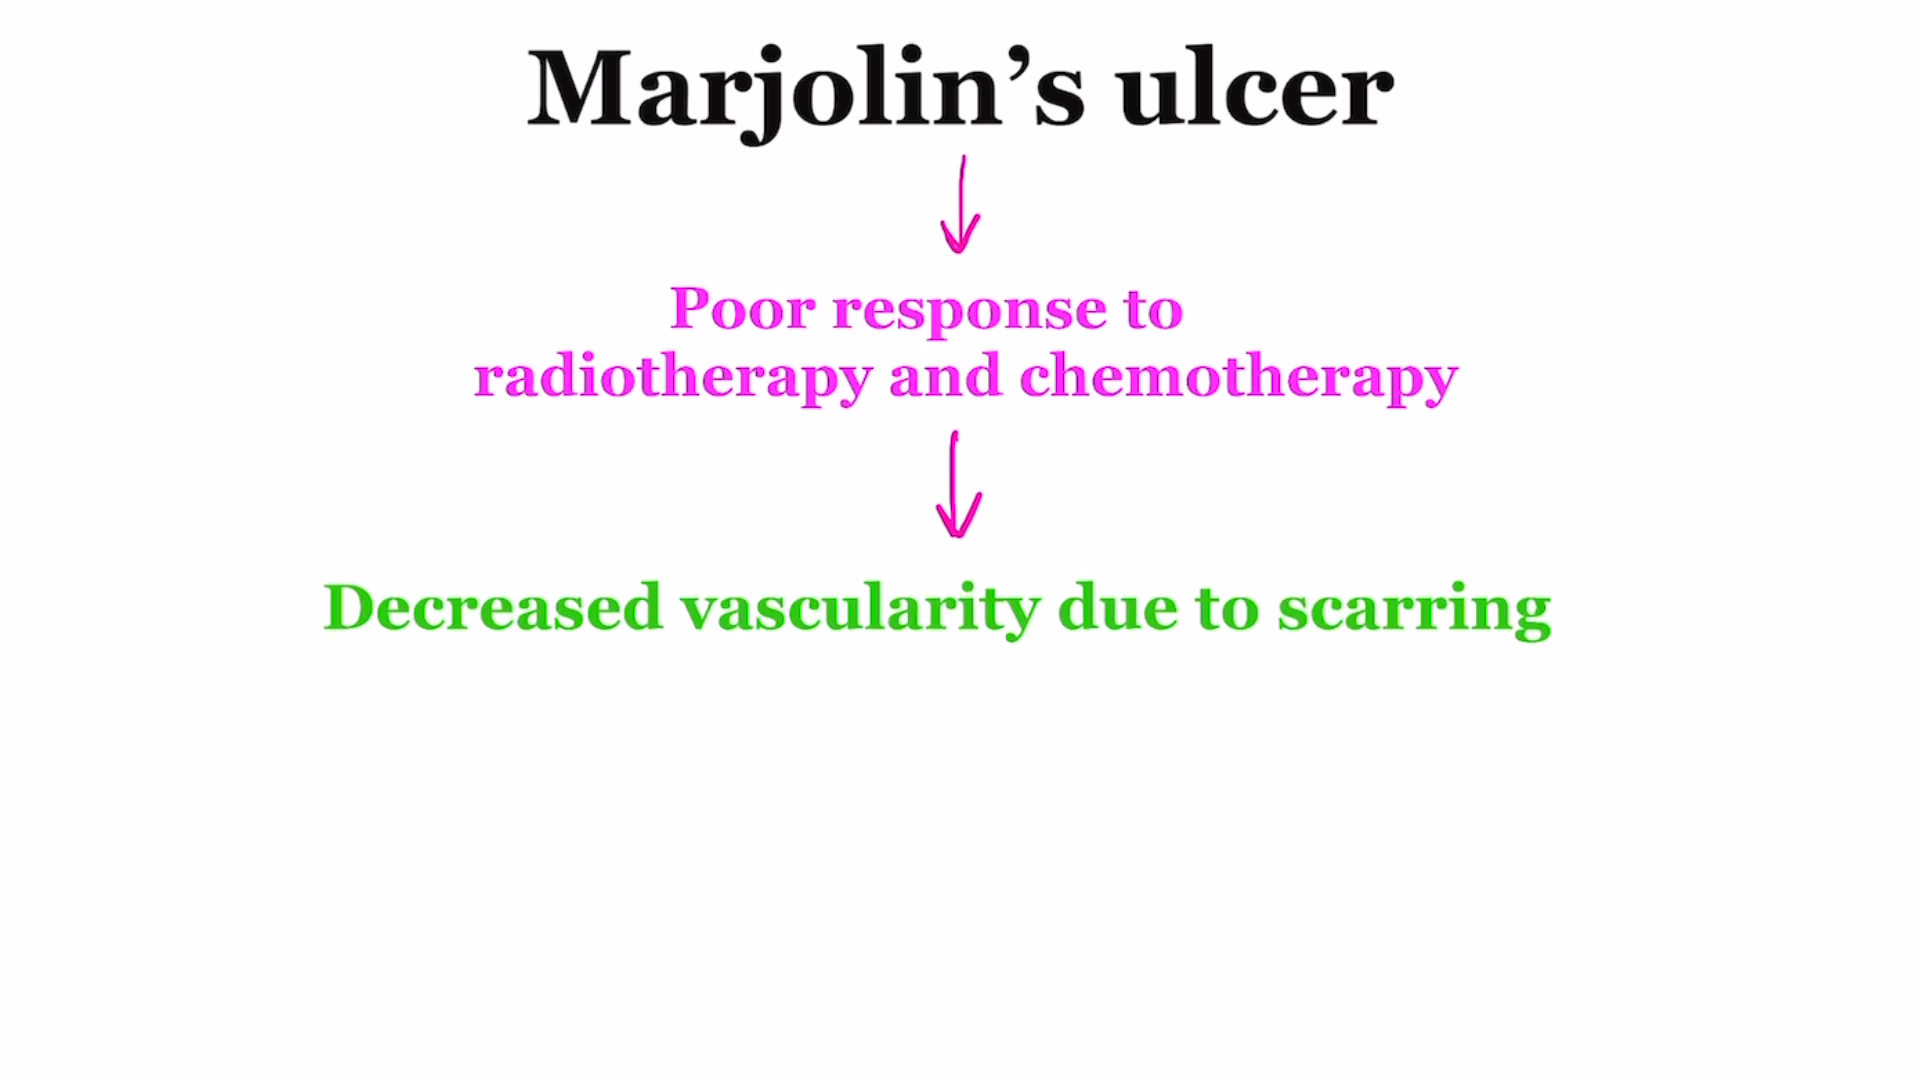 Marjolin’s ulcer
Poor response to
radiotherapy and chemotherapy
Decreased vascularity due to scarring